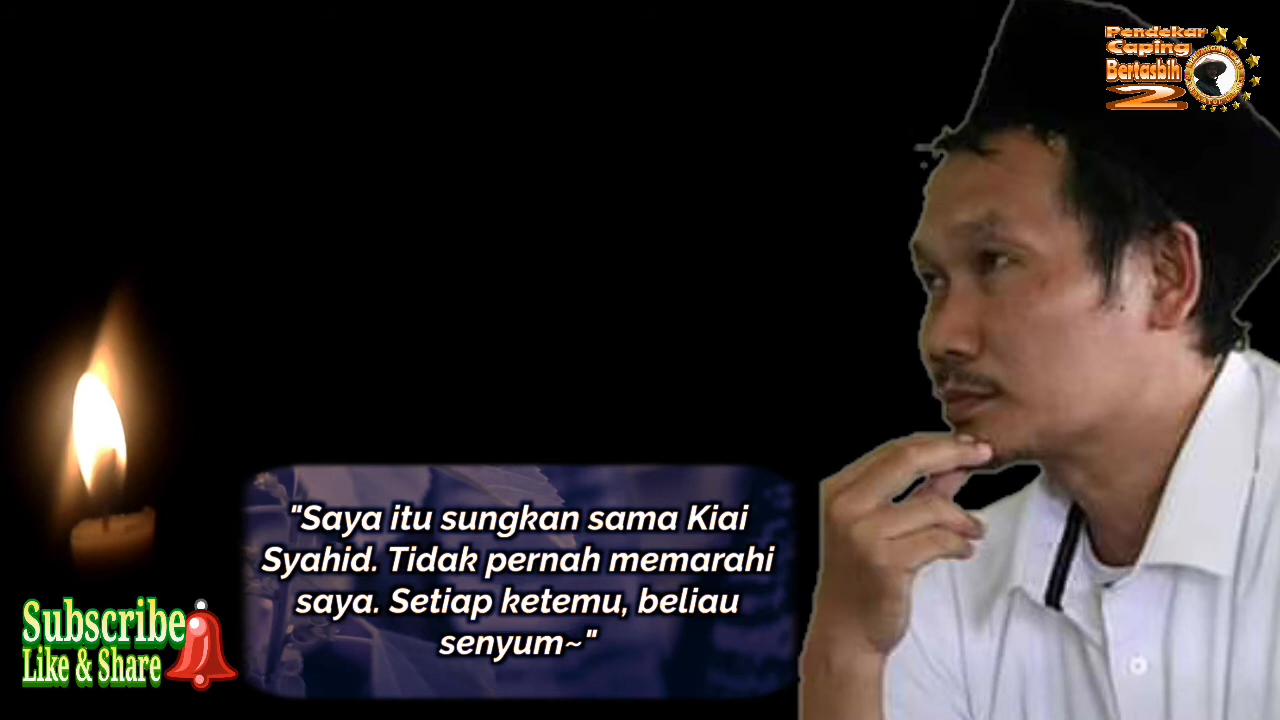 Pendekar
Caping
Bertasbih
2
"Saya itu sungkan sama Kiai
Syahid. Tidak pernah memarahi
saya. Setiap ketemu, beliau
senyum~"
Subscribe
Like & Share